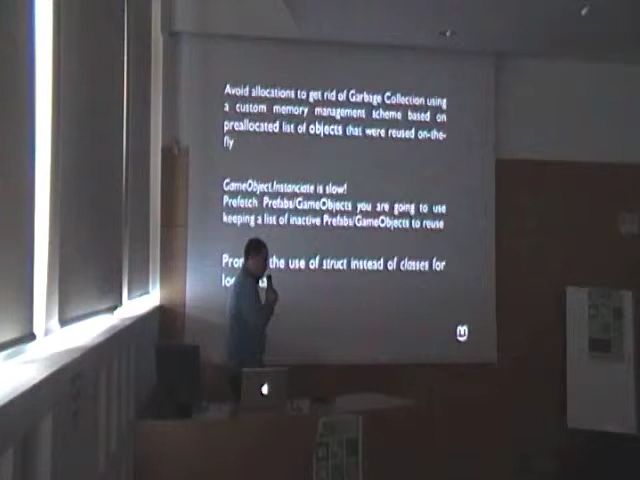 Avoid allocations to get rid of Garbage Collection using
a custom memory management scheme based on
preallocated list of objects that were reused on-the-
fly
GameObject.Instanciate is slow!
Prefetch Prefabs/GameObjects you are going to use
keeping a list of inactive Prefabs/GameObjects to reuse
the use of struct instead of classes for